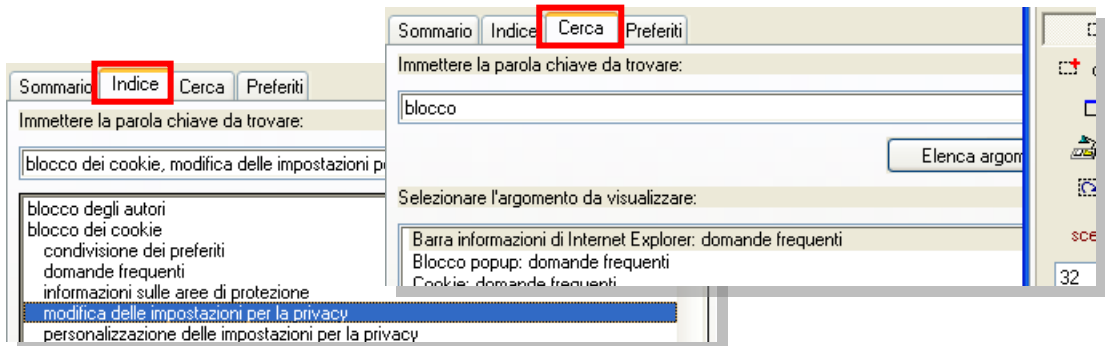 Sommario Indice Cerca Preferiti
Immettere la parola chiave da trovare:
blocco dei cookie, modifica delle impostazioni
blocco degli autori
blocco dei cookie
condivisione dei preferiti
domande frequenti
informazioni sulle aree di protezione
modifica delle impostazioni per la privacy
personalizzazione delle impostazioni per la privacy
Sommario Indice Cerca Preferiti
Immettere la parola chiave da trovare:
blocco
Elenca argom
Selezionare l'argomento da visualizzare:
Barra informazioni di Internet Explorer: domande frequenti
Blocco popup: domande frequenti
Cookie: domande frequenti
sce
32